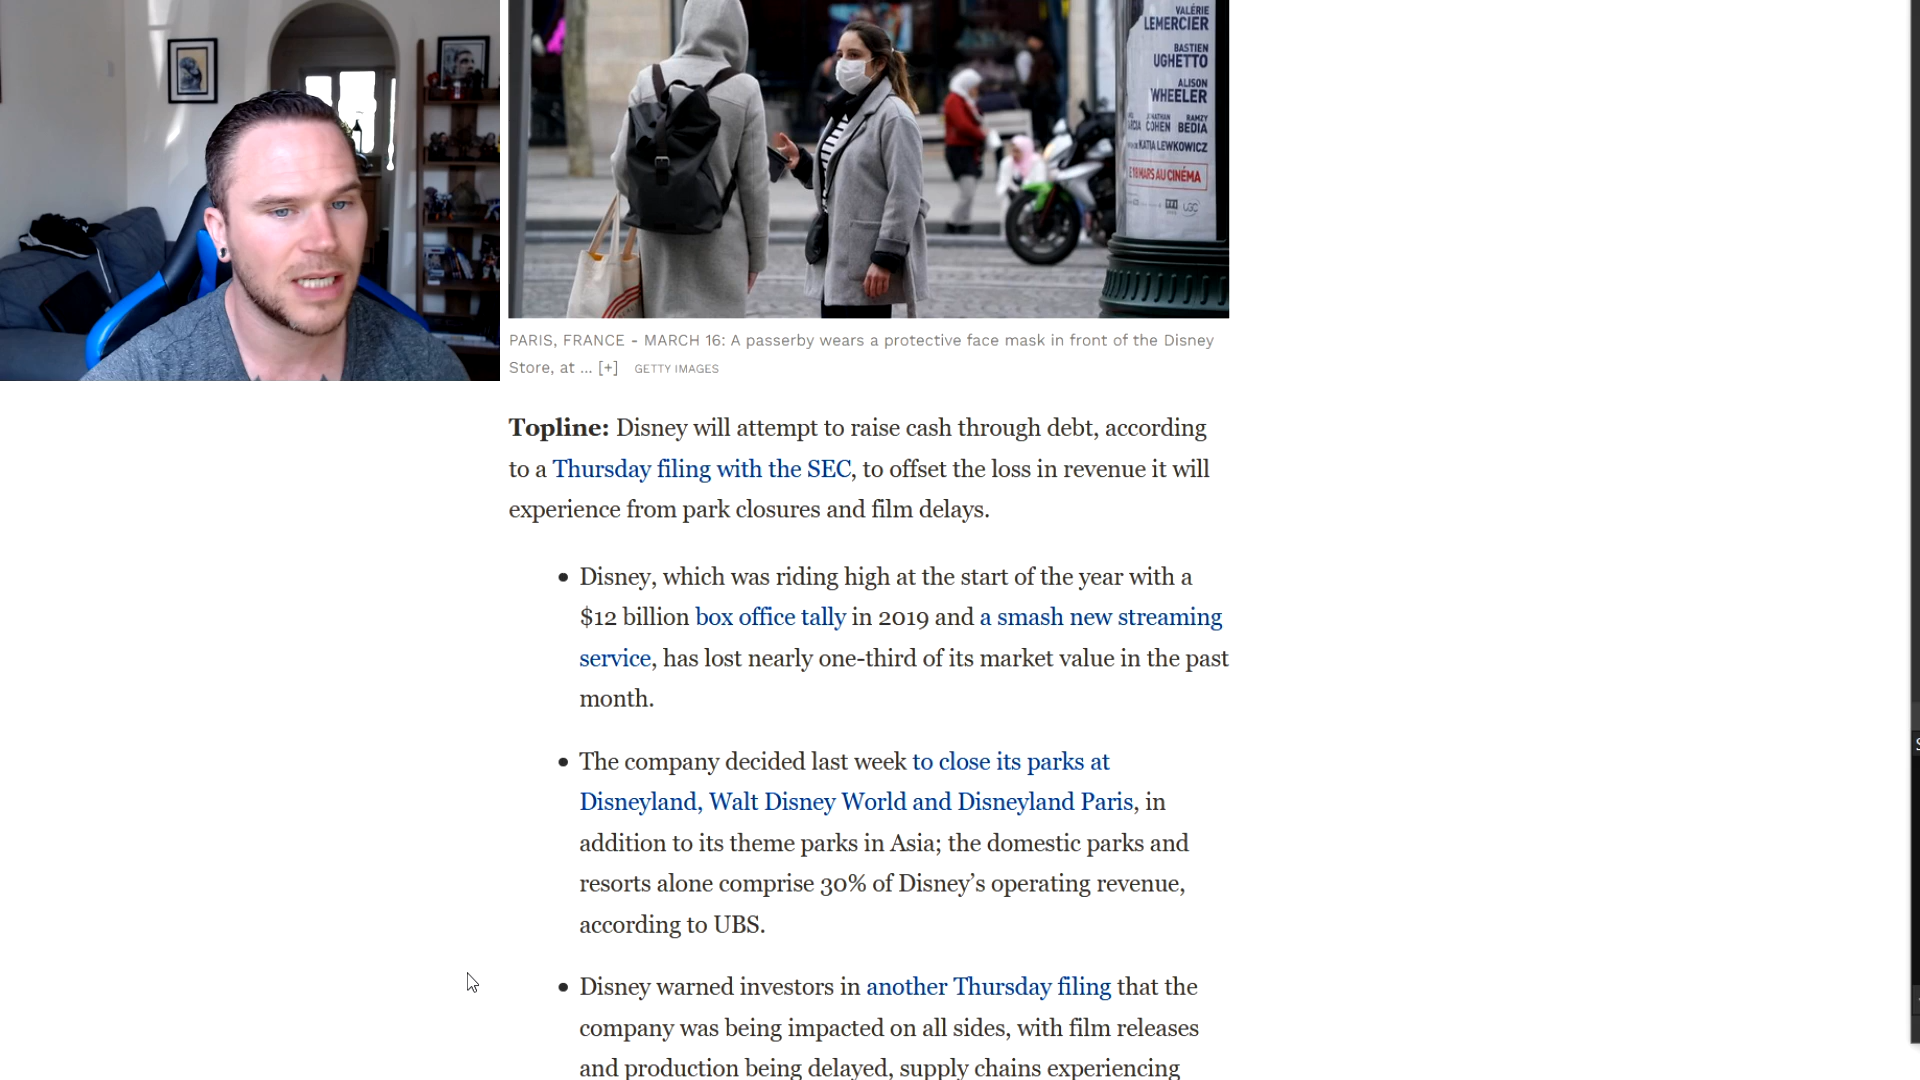 VALÉRIE
LEMERCIER
BASTIEN
UGHETTO
ALISON
WHEELER
COHEN
RAMZY
BEDIA
KATIA LEWKOWICZ
MARS AU CINÉMA
UGC
PARIS, FRANCE - MARCH 16: A passerby wears a protective face mask in front of the Disney
Store, at ... [+] GETTY IMAGES
Topline: Disney will attempt to raise cash through debt, according
to a Thursday filing with the SEC, to offset the loss in revenue it will
experience from park closures and film delays.
• Disney, which was riding high at the start of the year with a
$12 billion box office tally in 2019 and a smash new streaming
service, has lost nearly one-third of its market value in the past
month.
• The company decided last week to close its parks at
Disneyland, Walt Disney World and Disneyland Paris, in
addition to its theme parks in Asia; the domestic parks and
resorts alone comprise 30% of Disney’s operating revenue,
according to UBS.
• Disney warned investors in another Thursday filing that the
company was being impacted on all sides, with film releases
and production being delayed, supply chains experiencing